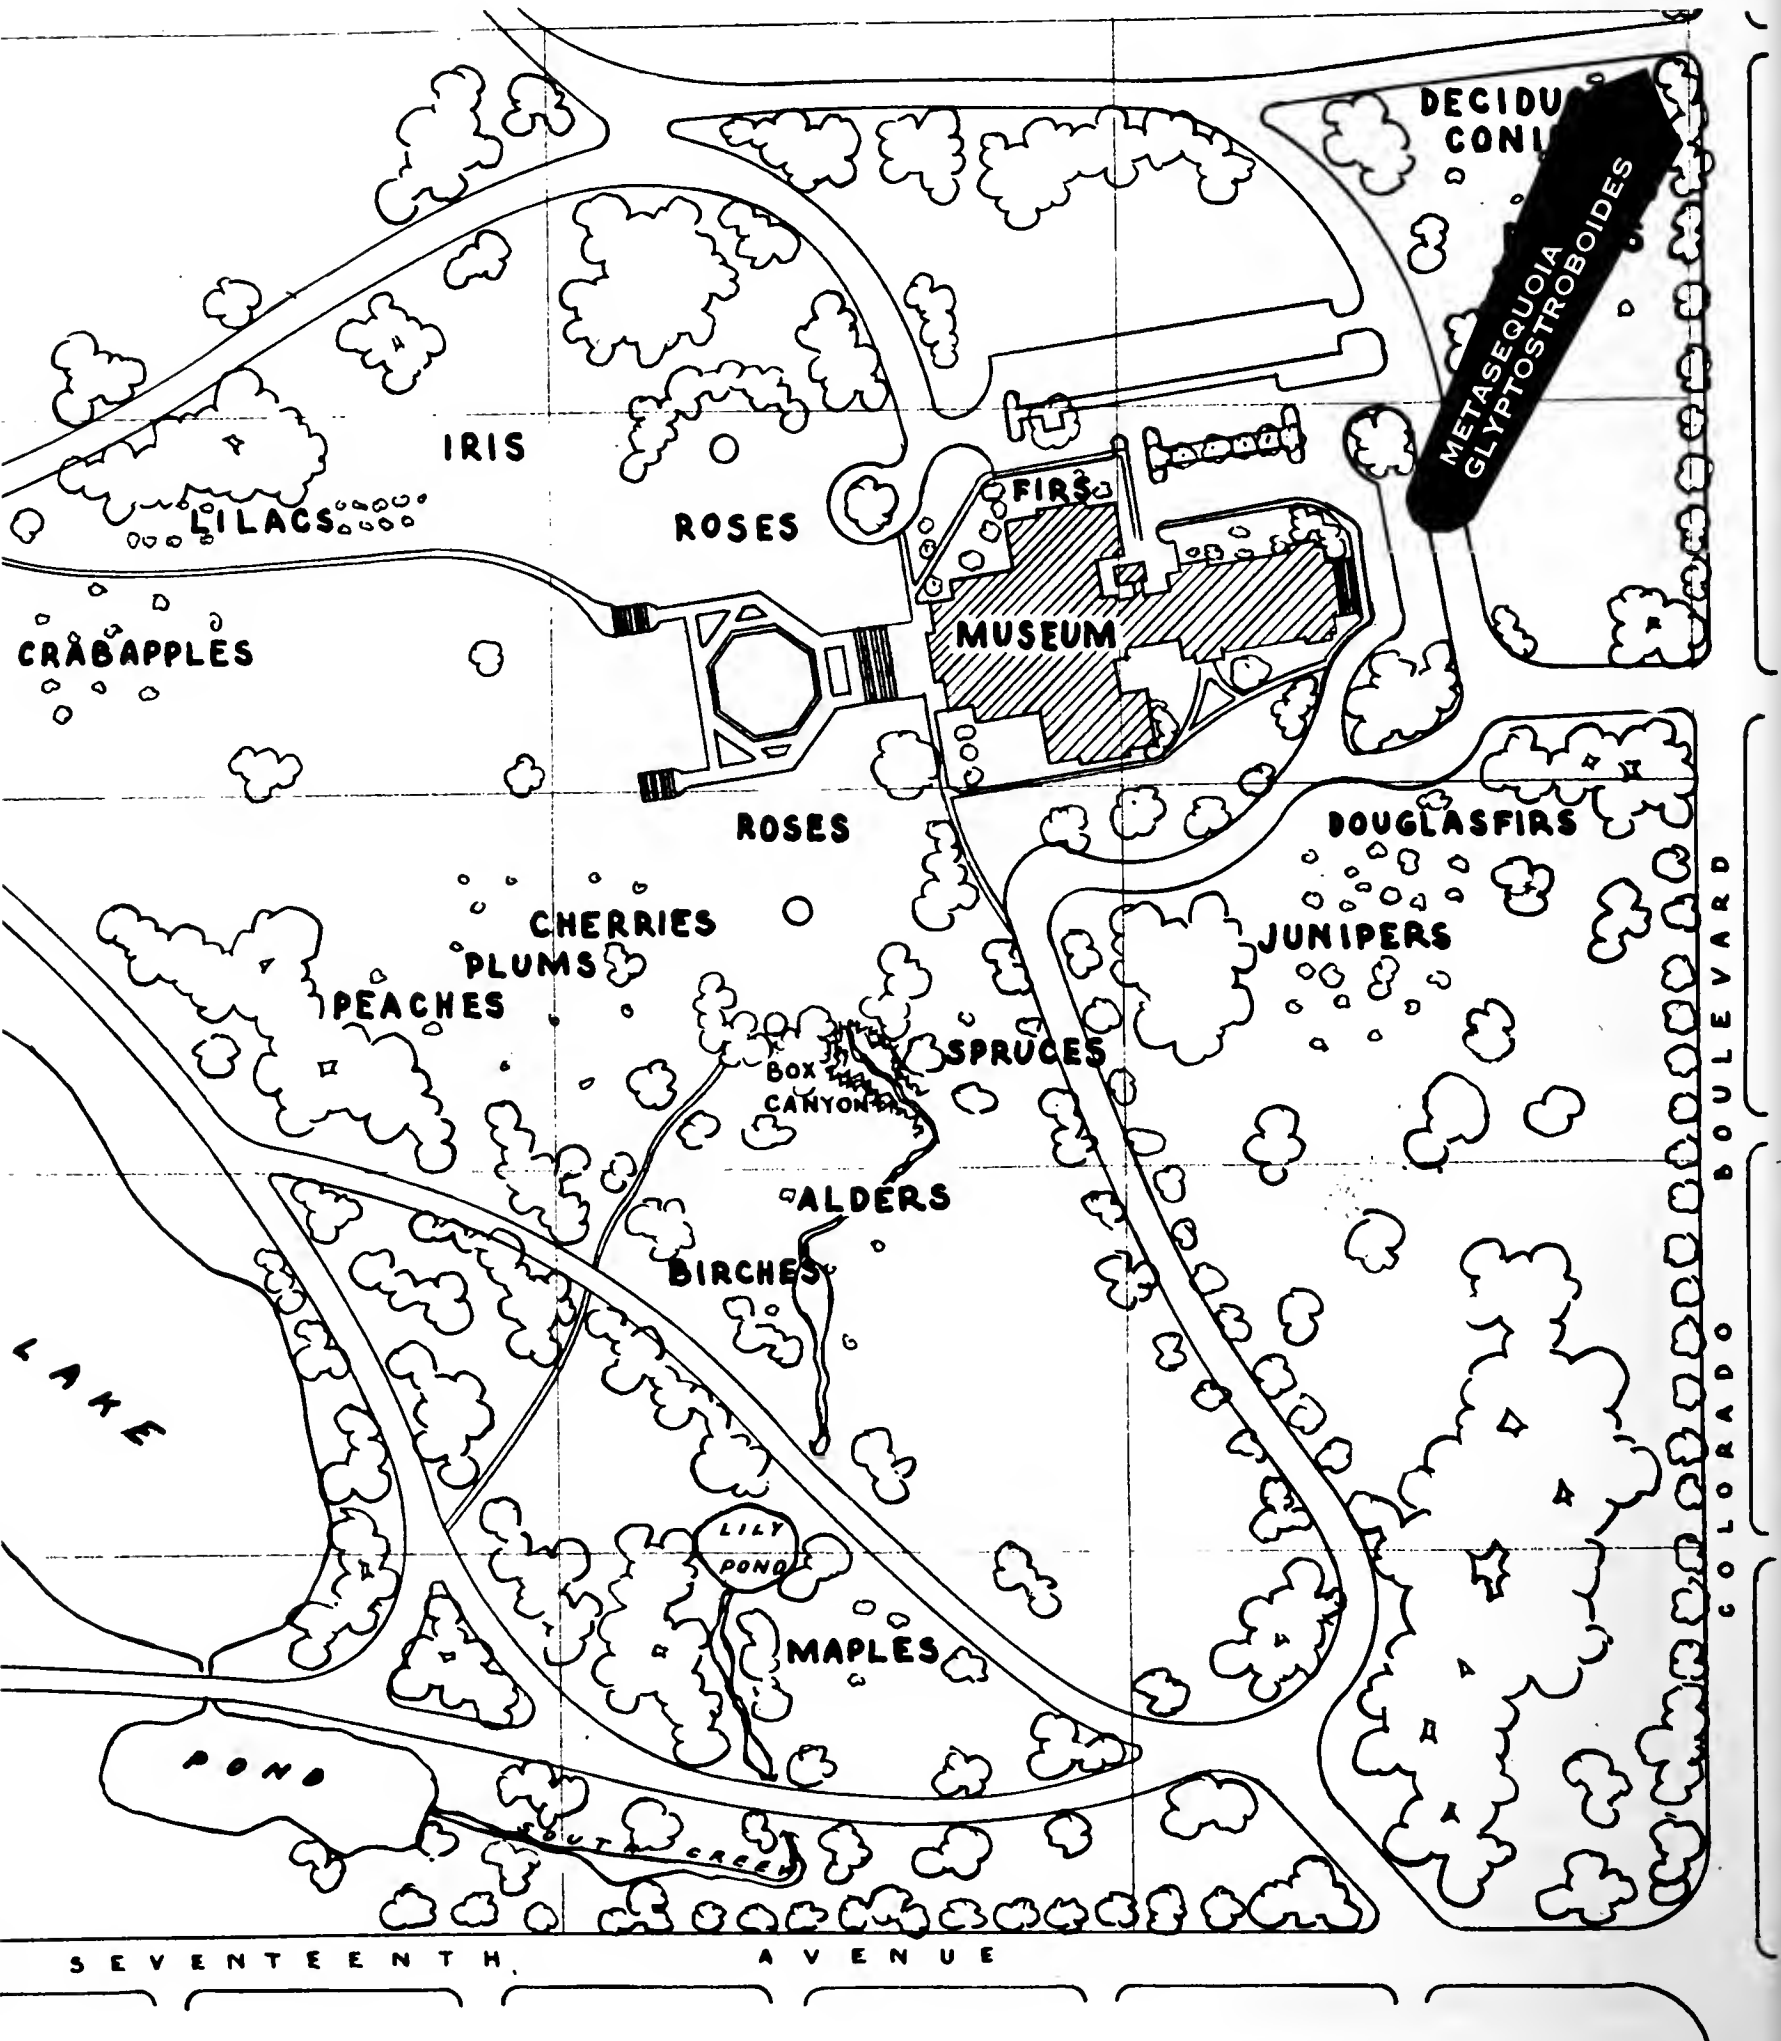 DECIDU
CONI
METASEQUOIA
GLYPTOSTROBOIDES
IRIS
LILACS
ROSES
FIRS
CRABAPPLES
MUSEUM
ROSES
DOUGLASFIRS
CHERRIES
PLUMS
PEACHES
JUNIPERS
BOX
CANYON
SPRUCES
ALDERS
BIRCHES
LAKE
LILY
POND
MAPLES
POND
SOUTH CREEK
COLORADO BOULEVARD
SEVENTEENTH AVENUE